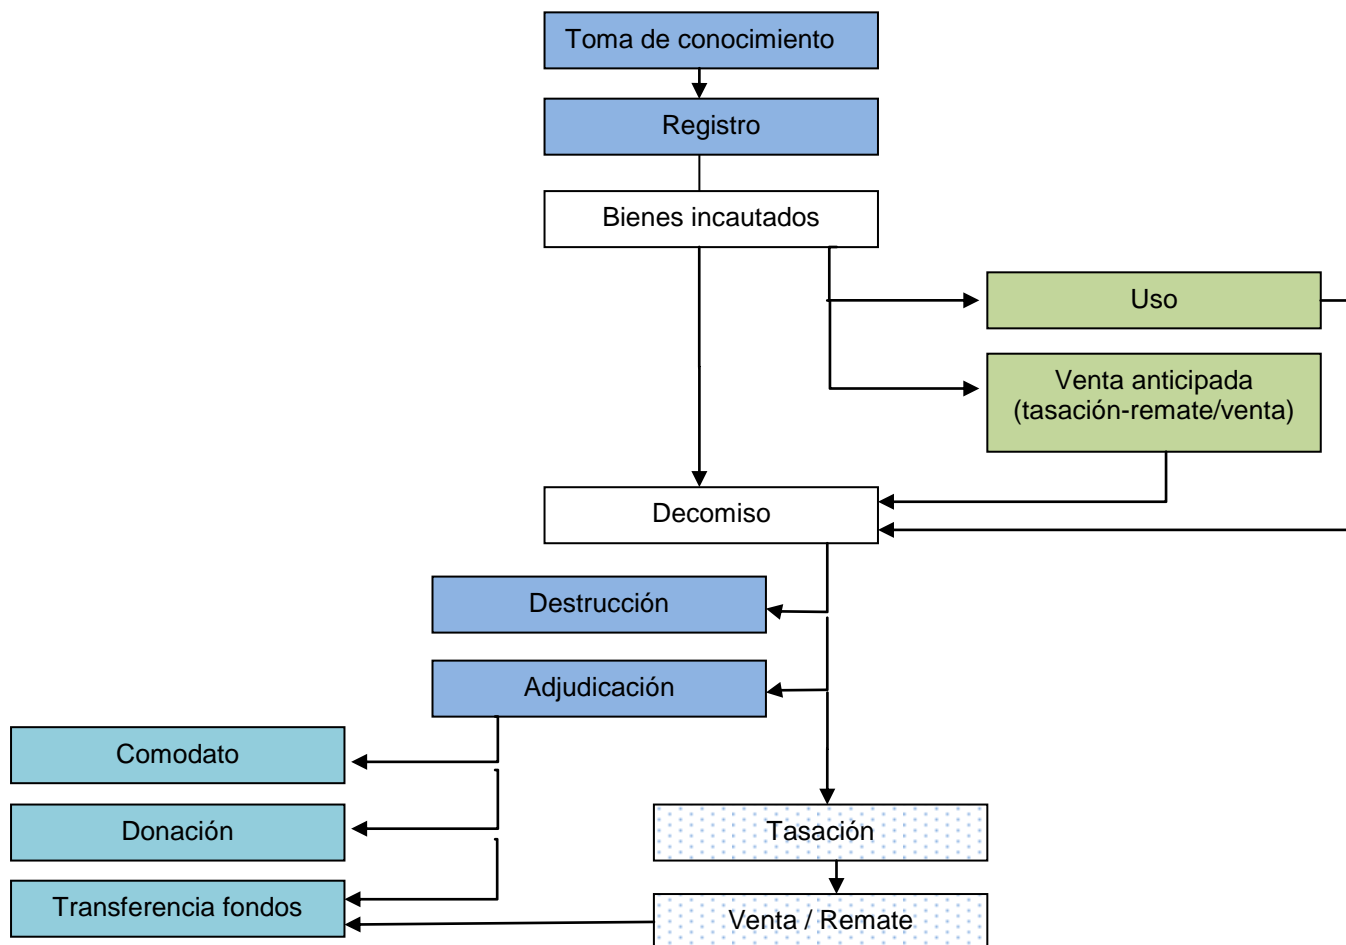 Toma de conocimiento
Registro
Bienes incautados
Uso
Venta anticipada
(tasación-remate/venta)
Decomiso
Destrucción
Adjudicación
Comodato
Donación
Tasación
Transferencia fondos
Venta / Remate